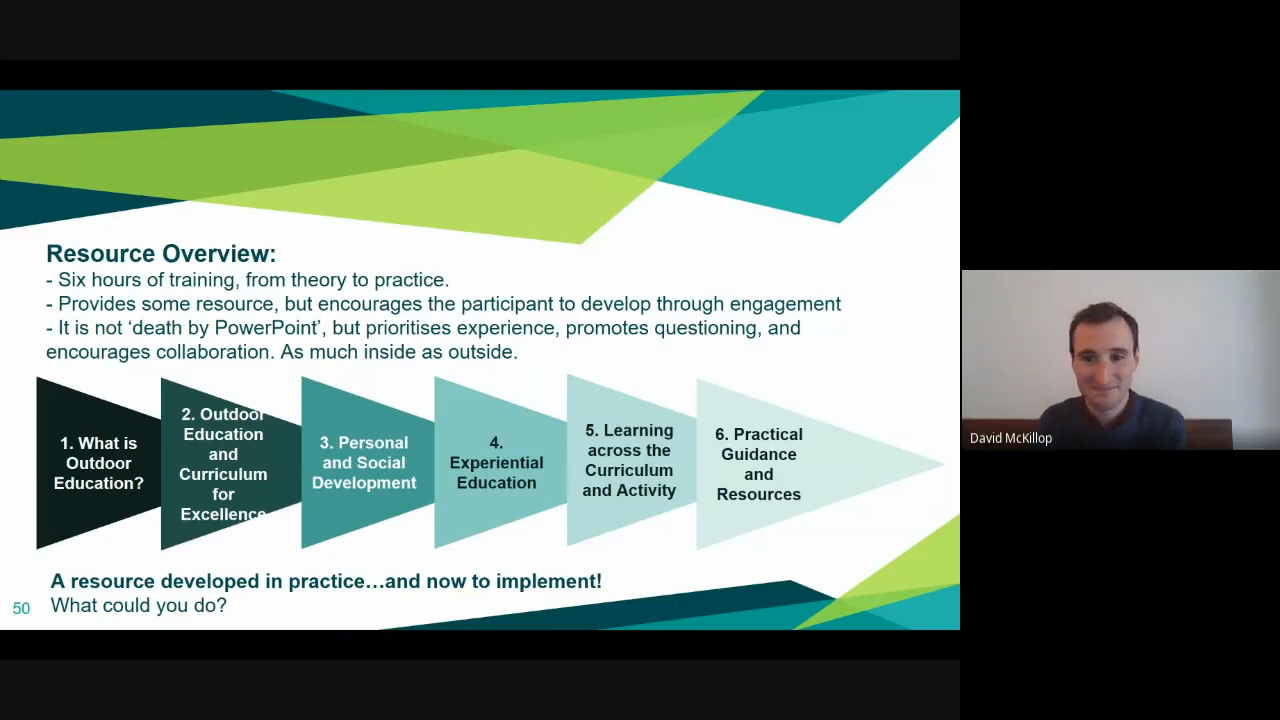 Resource Overview:
- Six hours of training, from theory to practice.
- Provides some resource, but encourages the participant to develop through engagement
- It is not ‘death by PowerPoint’, but prioritises experience, promotes questioning, and
encourages collaboration. As much inside as outside.
1. What is
Outdoor
Education?
2. Outdoor
Education
and
Curriculum
for
Excellence
3. Personal
and Social
Development
4.
Experiential
Education
5. Learning
across the
Curriculum
and Activity
6. Practical
Guidance
and
Resources
A resource developed in practice…and now to implement!
50
What could you do?
David McKillop